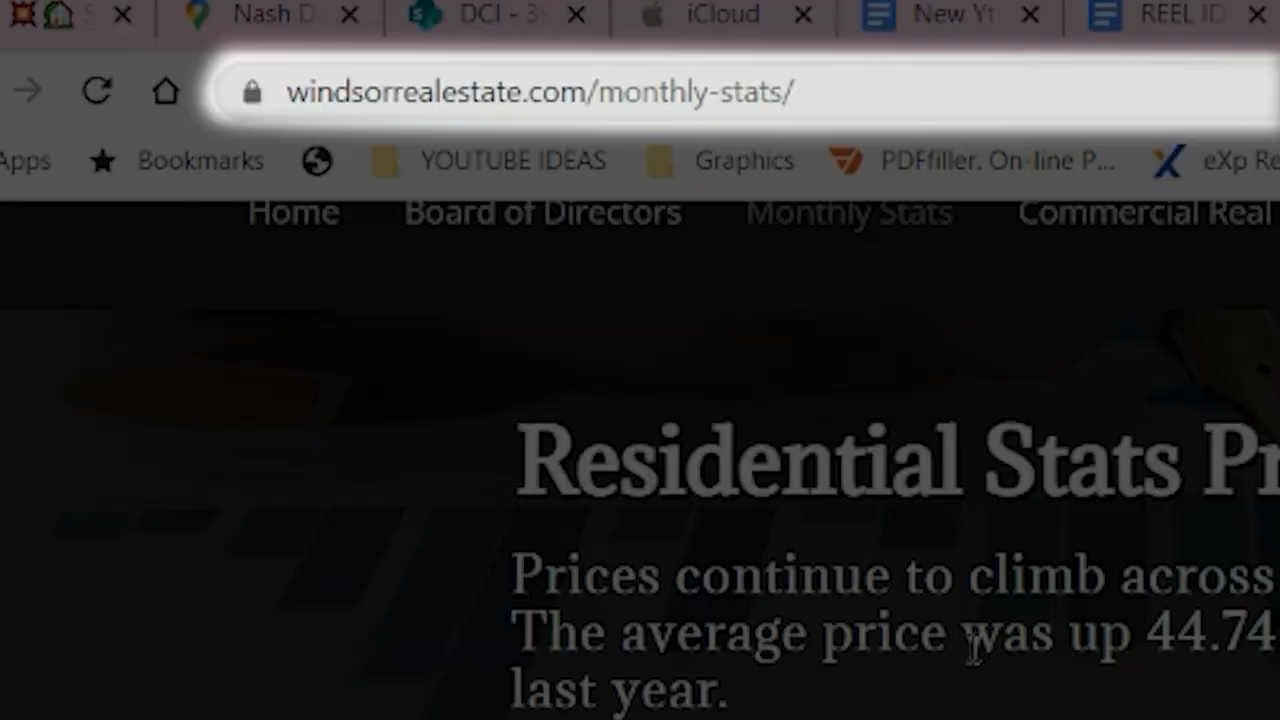 Nash D DCI - iCloud New Yt REEL ID
windsorrealestate.com/monthly-stats/
Apps Bookmarks YOUTUBE IDEAS Graphics PDFfiller. On-line P... eXp Re
Home Board of Directors Monthly Stats Commercial Real
Residential Stats Pr
Prices continue to climb across
The average price was up 44.74
last year.